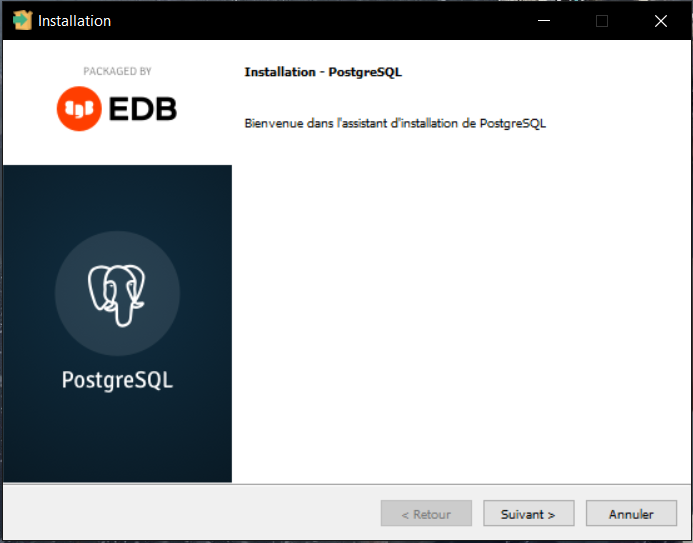 Installation
PACKAGED BY
EDB
Installation - PostgreSQL
Bienvenue dans l'assistant d'installation de PostgreSQL
PostgreSQL
< Retour
Suivant >
Annuler